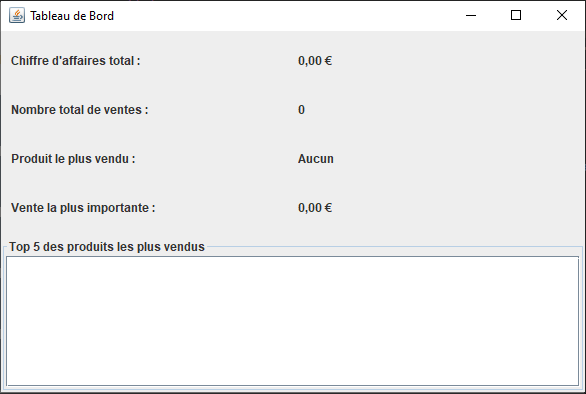 Tableau de Bord
Chiffre d'affaires total : 0,00 €
Nombre total de ventes : 0
Produit le plus vendu : Aucun
Vente la plus importante : 0,00 €
Top 5 des produits les plus vendus